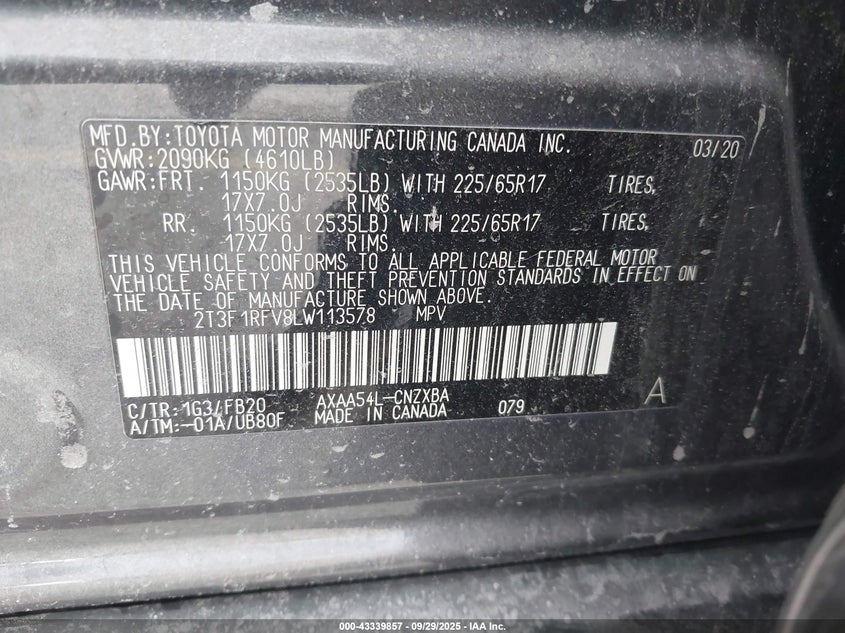 MFD.BY:TOYOTA MOTOR MANUFACTURING CANADA INC. 03/20
GVWR:2090KG (4610LB)
GAWR:FRT. 1150KG (2535LB) WITH 225/65R17 TIRES,
17X7.0J RIMS.
RR. 1150KG (2535LB) WITH 225/65R17 TIRES,
17X7.0J RIMS.
THIS VEHICLE CONFORMS TO ALL APPLICABLE FEDERAL MOTOR
VEHICLE SAFETY AND THEFT PREVENTION STANDARDS IN EFFECT ON
THE DATE OF MANUFACTURE SHOWN ABOVE.
2T3F1RFV8LW113578 MPV
C/TR:1G3/FB20 AXAA54L-CNZXBA
A/TM:-01A/UB80F MADE IN CANADA 079 A
000-43339857 - 09/29/2025 - IAA Inc.